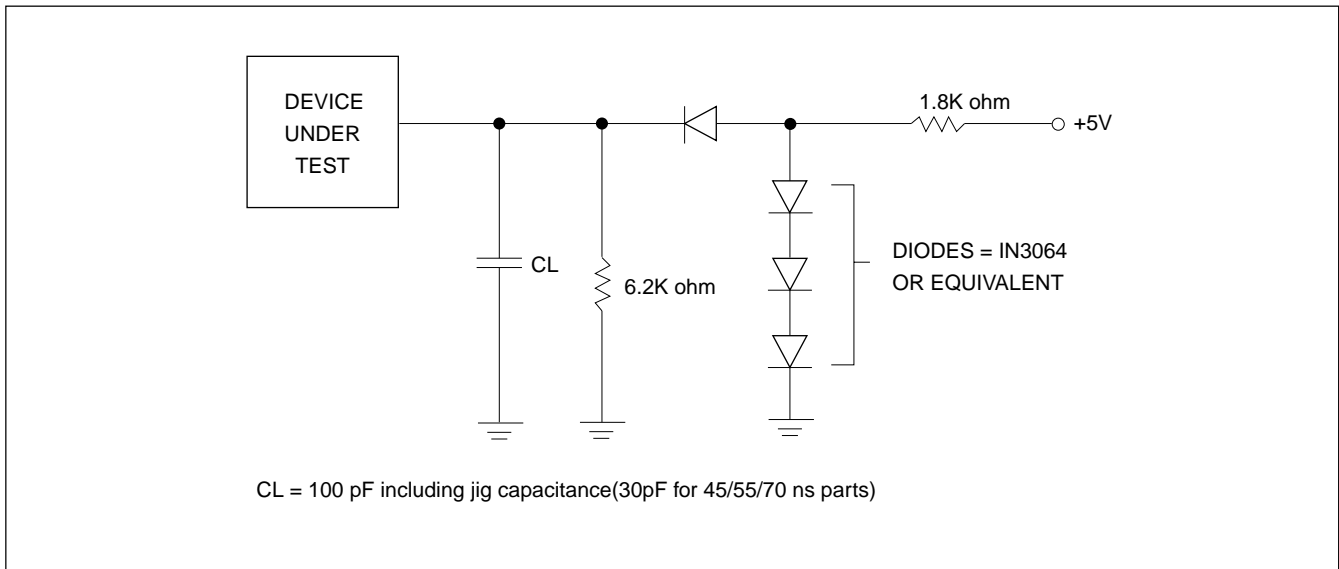 DEVICE
UNDER
TEST
1.8K ohm
+5V
CL
6.2K ohm
DIODES = IN3064
OR EQUIVALENT
CL = 100 pF including jig capacitance(30pF for 45/55/70 ns parts)